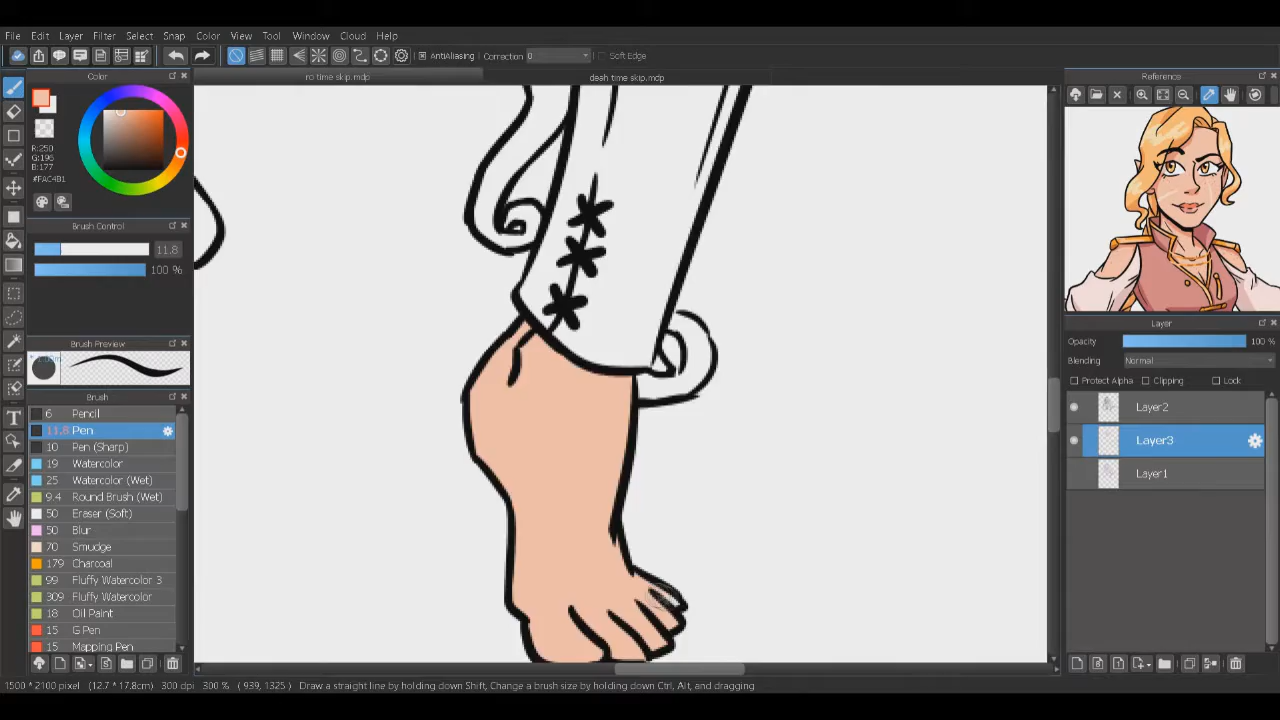 File Edit Layer Filter Select Snap Color View Tool Window Cloud Help
AntiAliasing Correction 0 Soft Edge
Color
ro time skip.mdp
deah time skip.mdp
Reference
R:250
G:196
B:177
#FAC4B1
Brush Control
11.8
100 %
Brush Preview
Brush
6 Pencil
11.8 Pen
10 Pen (Sharp)
19 Watercolor
25 Watercolor (Wet)
9.4 Round Brush (Wet)
50 Eraser (Soft)
50 Blur
70 Smudge
179 Charcoal
99 Fluffy Watercolor 3
309 Fluffy Watercolor
18 Oil Paint
15 G Pen
15 Mapping Pen
Layer
Opacity 100 %
Blending Normal
Protect Alpha Clipping Lock
Layer2
Layer3
Layer1
1500 * 2100 pixel (12.7 * 17.8cm) 300 dpi 300 % ( 939, 1325 ) Draw a straight line by holding down Shift, Change a brush size by holding down Ctrl, Alt, and dragging